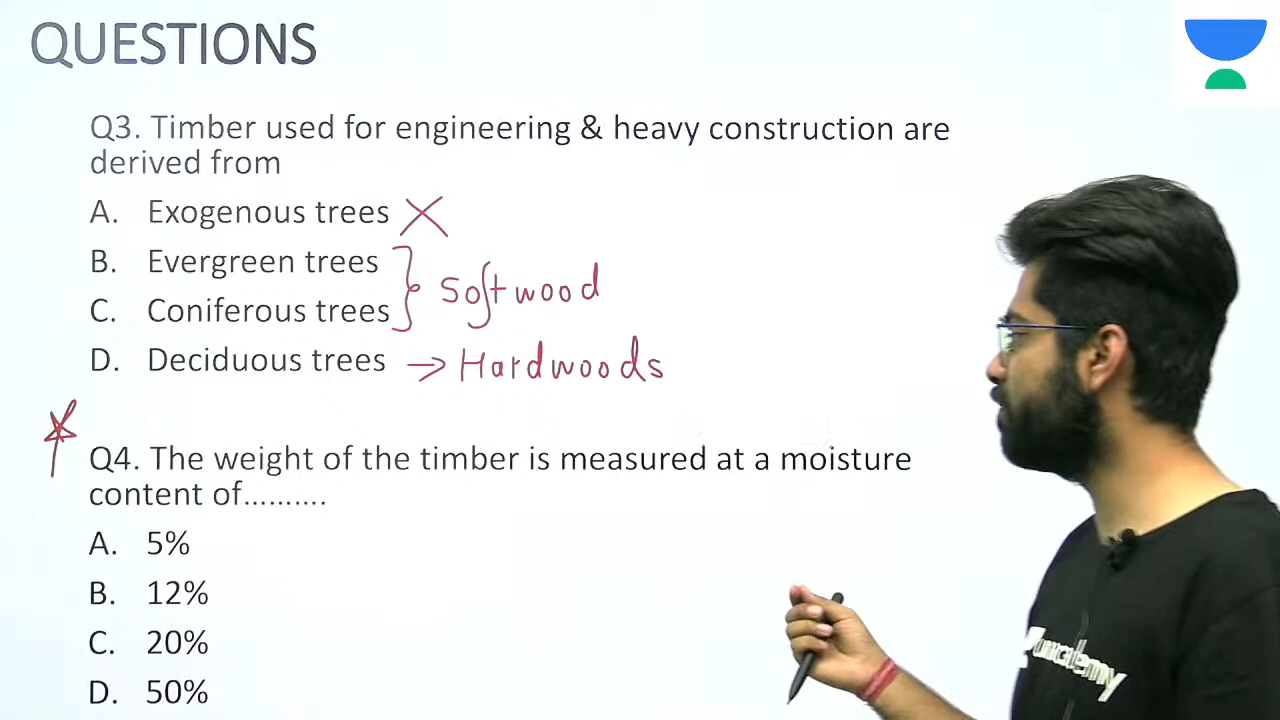 QUESTIONS
Q3. Timber used for engineering & heavy construction are
derived from
A. Exogenous trees
B. Evergreen trees
C. Coniferous trees
Softwood
D. Deciduous trees → Hardwoods
Q4. The weight of the timber is measured at a moisture
content of..........
A. 5%
B. 12%
C. 20%
D. 50%
unacademy